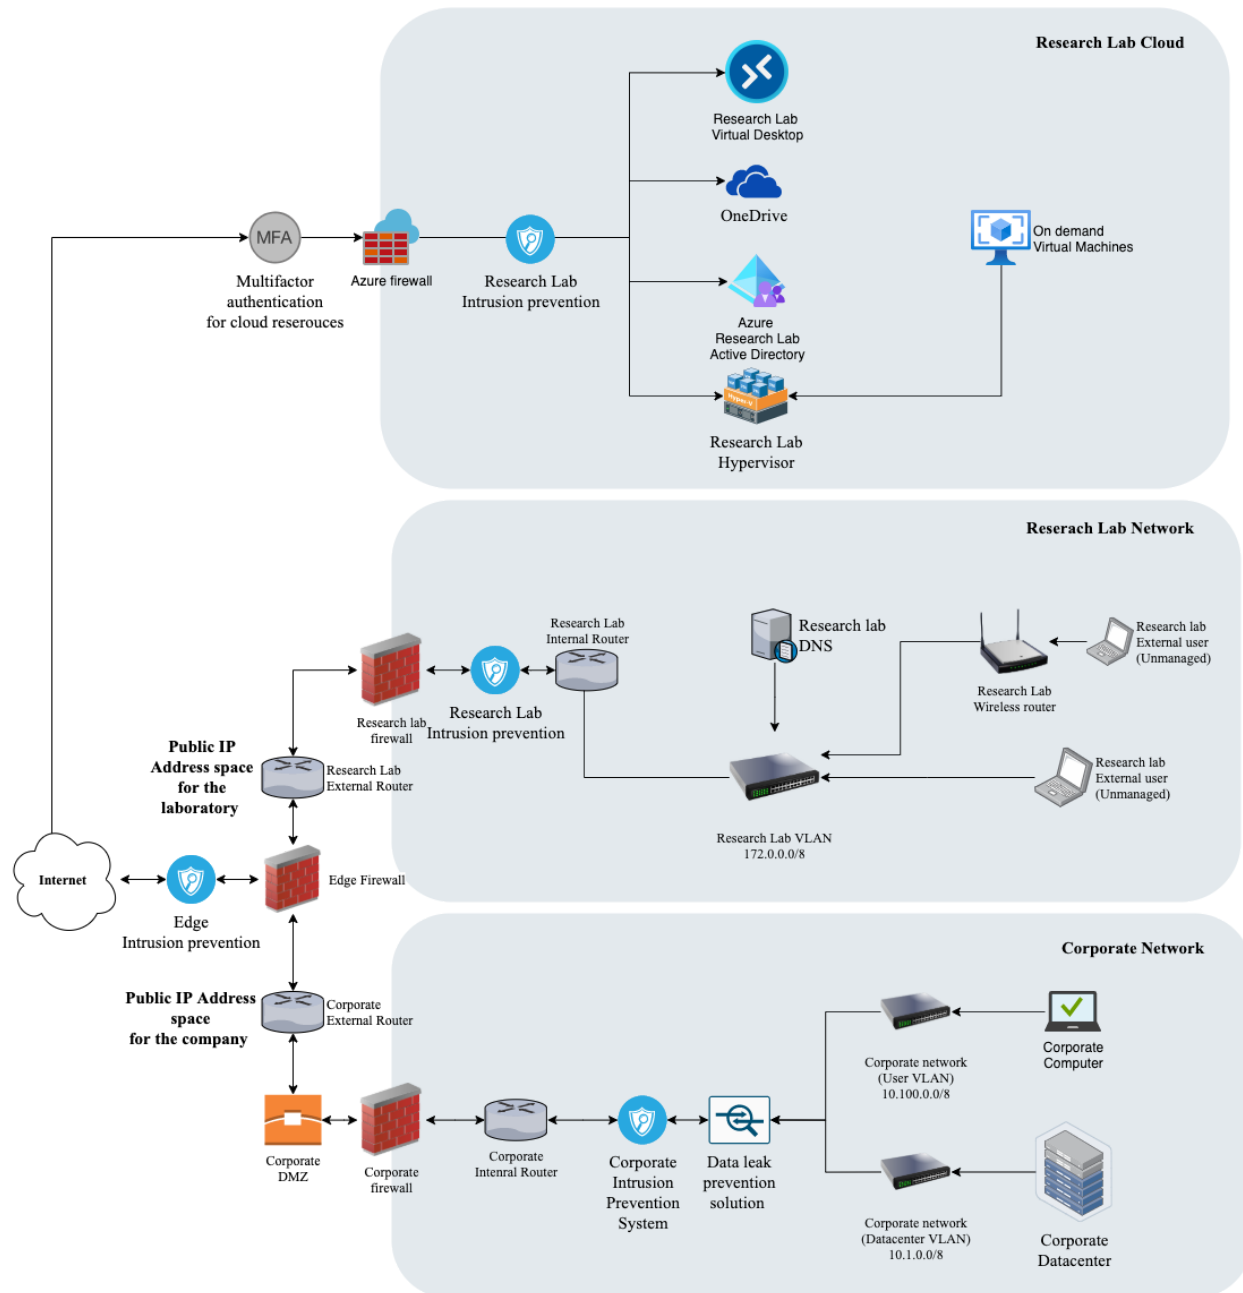 Research Lab Cloud
Research Lab
Virtual Desktop
OneDrive
MFA
Multifactor
authentication
for cloud reserouces
Azure firewall
Research Lab
Intrusion prevention
On demand
Virtual Machines
Azure
Research Lab
Active Directory
Hyper-V
Research Lab
Hypervisor
Reserach Lab Network
Research Lab
Internal Router
Research lab
DNS
Research lab
External user
(Unmanaged)
Research Lab
Wireless router
Research lab
firewall
Research Lab
Intrusion prevention
Public IP
Address space
for the
laboratory
Research Lab
External Router
Research lab
External user
(Unmanaged)
Research Lab VLAN
172.0.0.0/8
Internet
Edge Firewall
Edge
Intrusion prevention
Corporate Network
Public IP Address
space
for the company
Corporate
External Router
Corporate
Computer
Corporate network
(User VLAN)
10.100.0.0/8
Corporate
DMZ
Corporate
firewall
Corporate
Intenral Router
Corporate
Intrusion
Prevention
System
Data leak
prevention
solution
Corporate network
(Datacenter VLAN)
10.1.0.0/8
Corporate
Datacenter